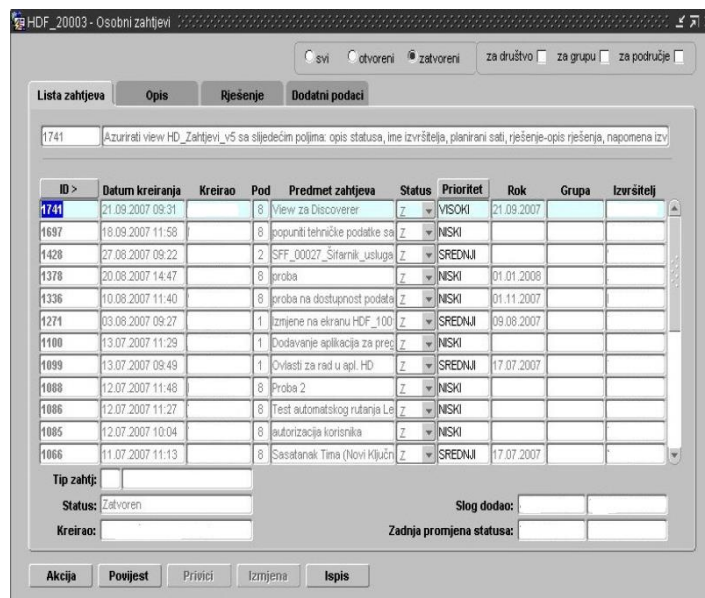 HDF_20003 - Osobni zahtjevi
svi otvoreni zatvoreni za društvo za grupu za područje
Lista zahtjeva Opis Rješenje Dodatni podaci
1741 Azurirati view HD_Zahtjevi_v5 sa slijedećim poljima: opis statusa, ime izvršitelja, planirani sati, rješenje-opis rješenja, napomena izv
ID > Datum kreiranja Kreirao Pod Predmet zahtjeva Status Prioritet Rok Grupa Izvršitelj
1741 21.09.2007 09:31 8 View za Discoverer Z VISOKI 21.09.2007
1697 18.09.2007 11:58 8 popuniti tehničke podatke sa Z NISKI
1428 27.08.2007 09:22 2 SFF_00027_Šifarnik_usluga Z SREDNJI
1378 20.08.2007 14:47 8 proba Z NISKI 01.01.2008
1336 10.08.2007 11:40 8 proba na dostupnost podata Z NISKI 01.11.2007
1271 03.08.2007 09:27 1 Izmjene na ekranu HDF_100 Z SREDNJI 09.08.2007
1100 13.07.2007 11:29 1 Dodavanje aplikacija za preg Z NISKI
1099 13.07.2007 09:49 1 Ovlasti za rad u apl. HD Z SREDNJI 17.07.2007
1088 12.07.2007 11:48 8 Proba 2 Z NISKI
1086 12.07.2007 11:27 8 Test automatskog rutanja Le Z NISKI
1085 12.07.2007 10:04 8 autorizacija korisnika Z NISKI
1066 11.07.2007 11:13 8 Sasatanak Tima (Novi Ključn Z SREDNJI 17.07.2007
Tip zahtj:
Status: Zatvoren Slog dodao:
Kreirao: Zadnja promjena statusa:
Akcija Povijest Privici Izmjena Ispis